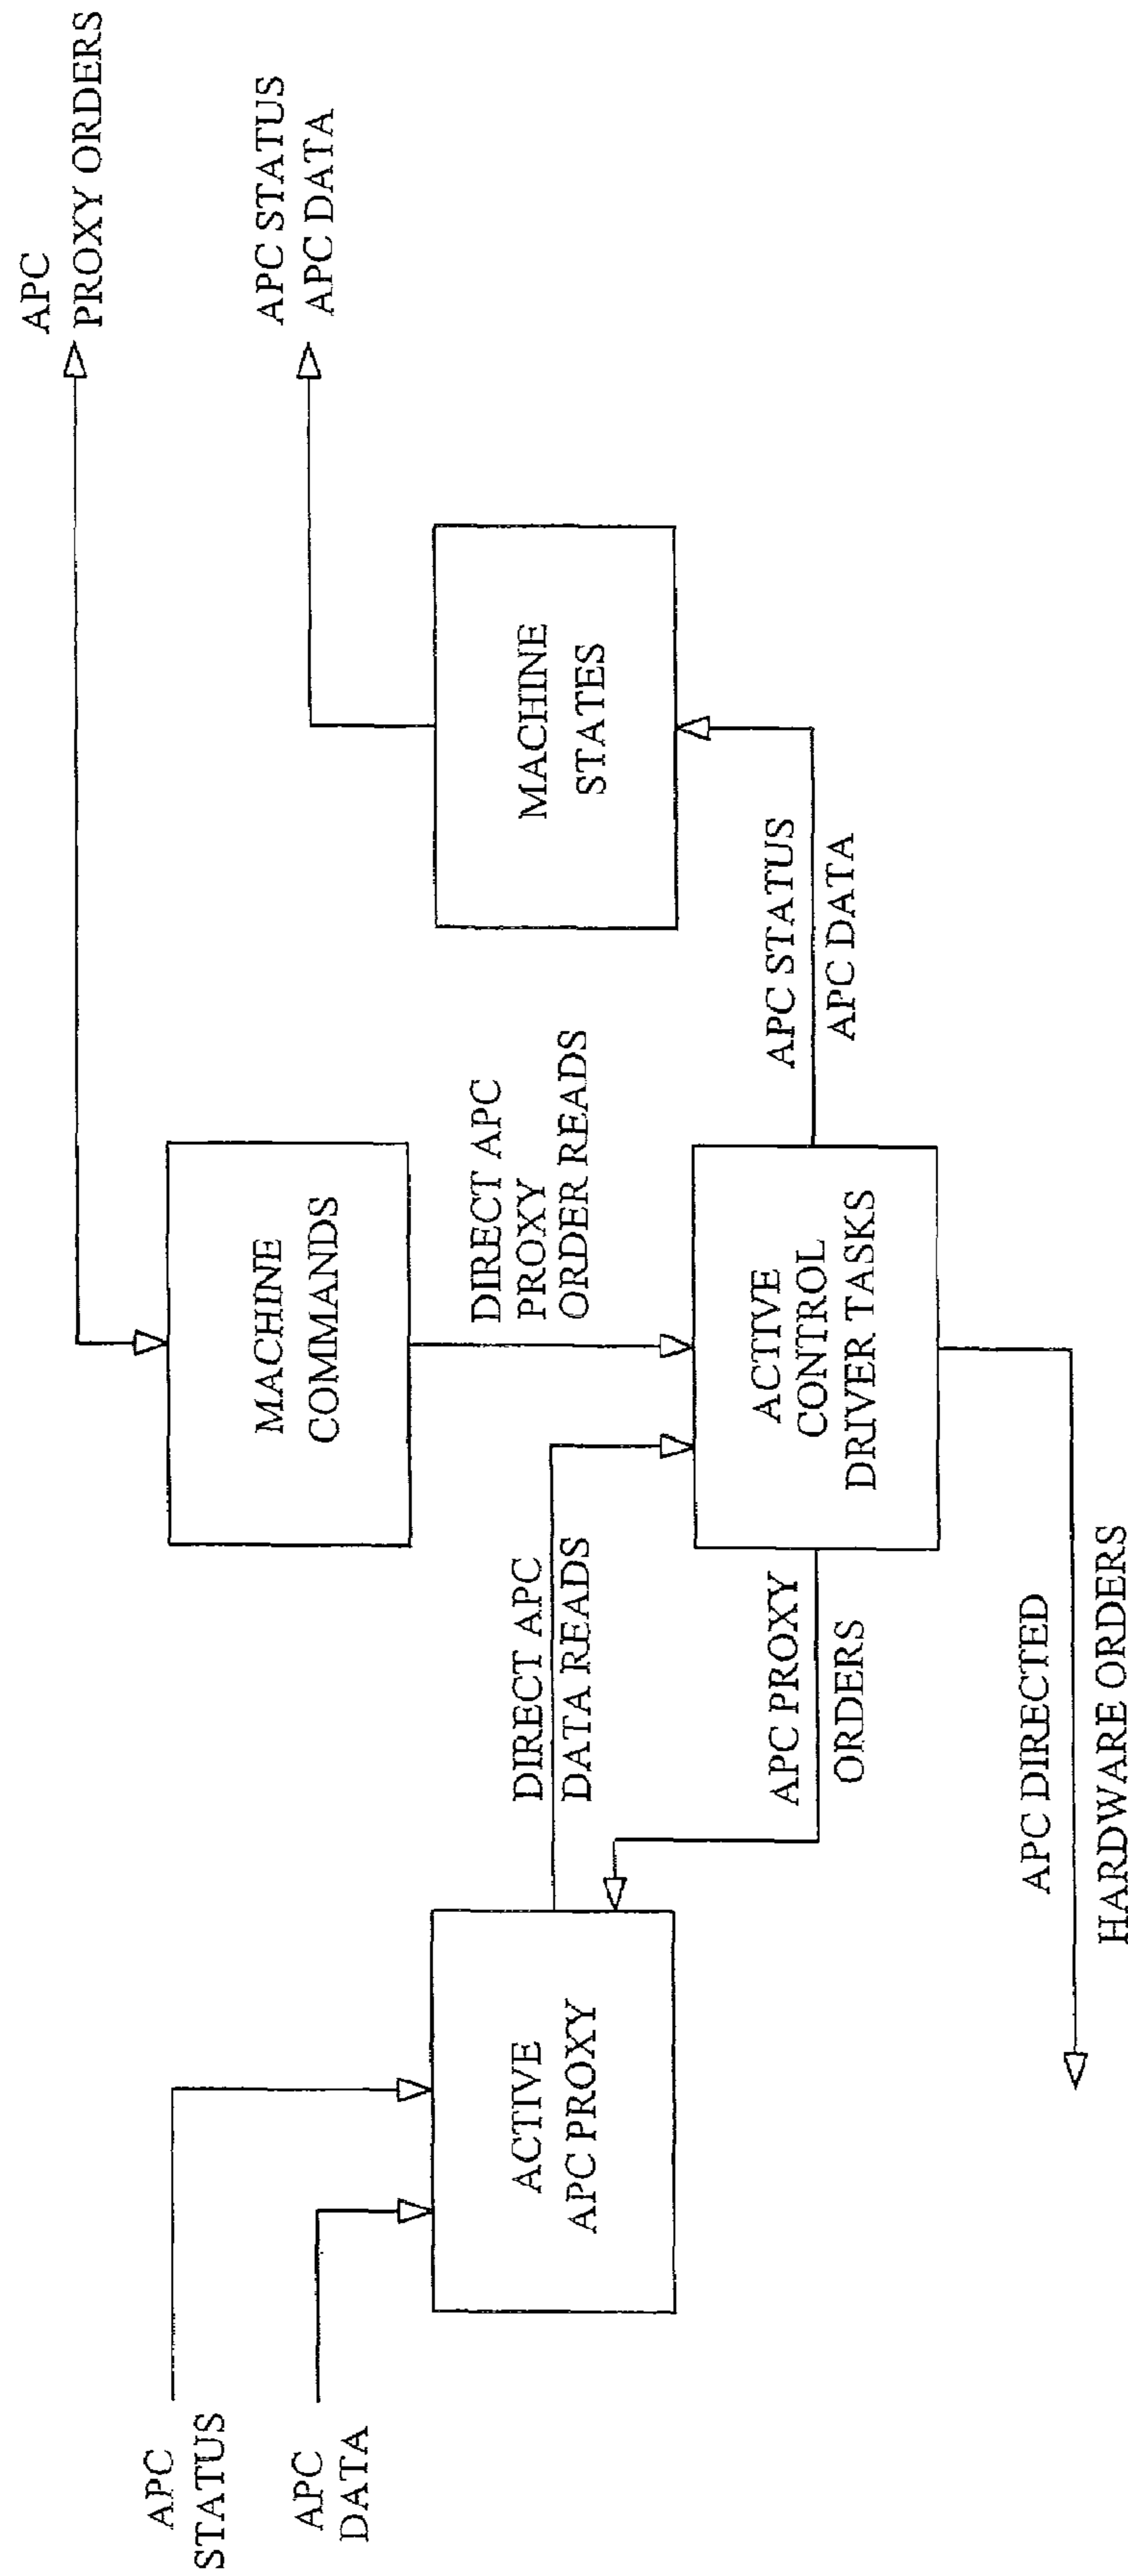 APC
PROXY ORDERS
APC STATUS
APC DATA
MACHINE
STATES
MACHINE
COMMANDS
DIRECT APC
PROXY
ORDER READS
APC STATUS
APC DATA
ACTIVE
CONTROL
DRIVER TASKS
DIRECT APC
DATA READS
APC PROXY
ORDERS
APC DIRECTED
HARDWARE ORDERS
ACTIVE
APC PROXY
APC
STATUS
APC
DATA